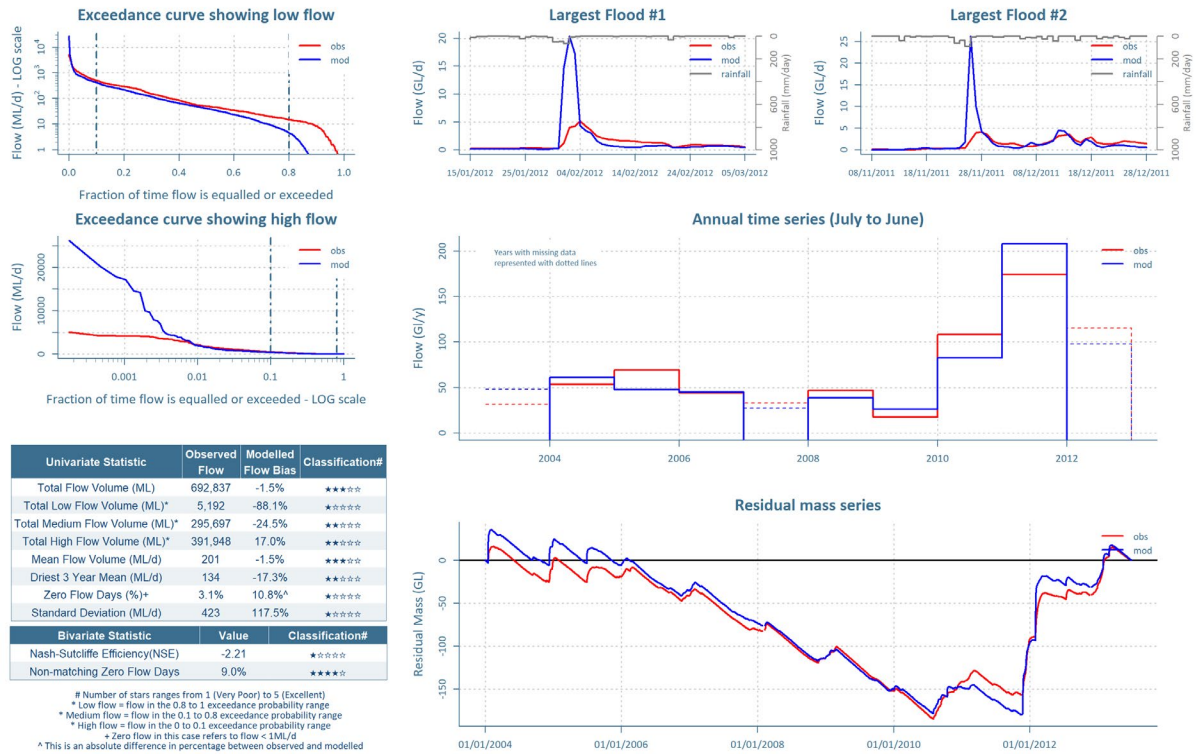 Exceedance curve showing low flow
Flow (ML/d) - LOG scale
10⁴
10³
10²
10
1
obs
mod
0.0 0.2 0.4 0.6 0.8 1.0
Fraction of time flow is equalled or exceeded
Largest Flood #1
Flow (GL/d)
20
15
10
5
0
obs
mod
rainfall
0
200
600
1000
Rainfall (mm/day)
15/01/2012 25/01/2012 04/02/2012 14/02/2012 24/02/2012 05/03/2012
Largest Flood #2
Flow (GL/d)
25
20
15
10
5
0
obs
mod
rainfall
0
200
600
1000
Rainfall (mm/day)
08/11/2011 18/11/2011 28/11/2011 08/12/2011 18/12/2011 28/12/2011
Exceedance curve showing high flow
Flow (ML/d)
20000
10000
0
obs
mod
0.001 0.01 0.1 1
Fraction of time flow is equalled or exceeded - LOG scale
Annual time series (July to June)
Flow (Gl/y)
200
150
100
50
0
Years with missing data
represented with dotted lines
obs
mod
2004 2006 2008 2010 2012
Univariate Statistic Observed Flow Modelled Flow Bias Classification#
Total Flow Volume (ML) 692,837 -1.5% ★★★☆☆
Total Low Flow Volume (ML)* 5,192 -88.1% ★☆☆☆☆
Total Medium Flow Volume (ML)* 295,697 -24.5% ★★☆☆☆
Total High Flow Volume (ML)* 391,948 17.0% ★★☆☆☆
Mean Flow Volume (ML/d) 201 -1.5% ★★★☆☆
Driest 3 Year Mean (ML/d) 134 -17.3% ★★☆☆☆
Zero Flow Days (%)+ 3.1% 10.8%^ ★☆☆☆☆
Standard Deviation (ML/d) 423 117.5% ★☆☆☆☆
Bivariate Statistic Value Classification#
Nash-Sutcliffe Efficiency(NSE) -2.21 ★☆☆☆☆
Non-matching Zero Flow Days 9.0% ★★★★☆
# Number of stars ranges from 1 (Very Poor) to 5 (Excellent)
* Low flow = flow in the 0.8 to 1 exceedance probability range
* Medium flow = flow in the 0.1 to 0.8 exceedance probability range
* High flow = flow in the 0 to 0.1 exceedance probability range
+ Zero flow in this case refers to flow < 1ML/d
^ This is an absolute difference in percentage between observed and modelled
Residual mass series
Residual Mass (GL)
0
-50
-100
-150
obs
mod
01/01/2004 01/01/2006 01/01/2008 01/01/2010 01/01/2012